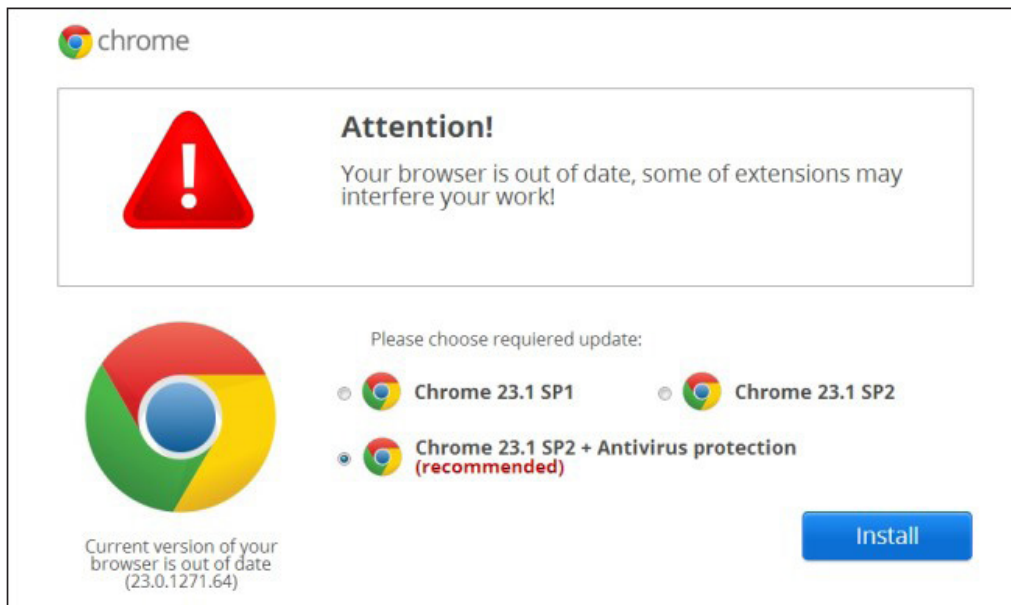 chrome
Attention!
Your browser is out of date, some of extensions may
interfere your work!
Please choose requiered update:
Chrome 23.1 SP1
Chrome 23.1 SP2
Chrome 23.1 SP2 + Antivirus protection
(recommended)
Install
Current version of your
browser is out of date
(23.0.1271.64)